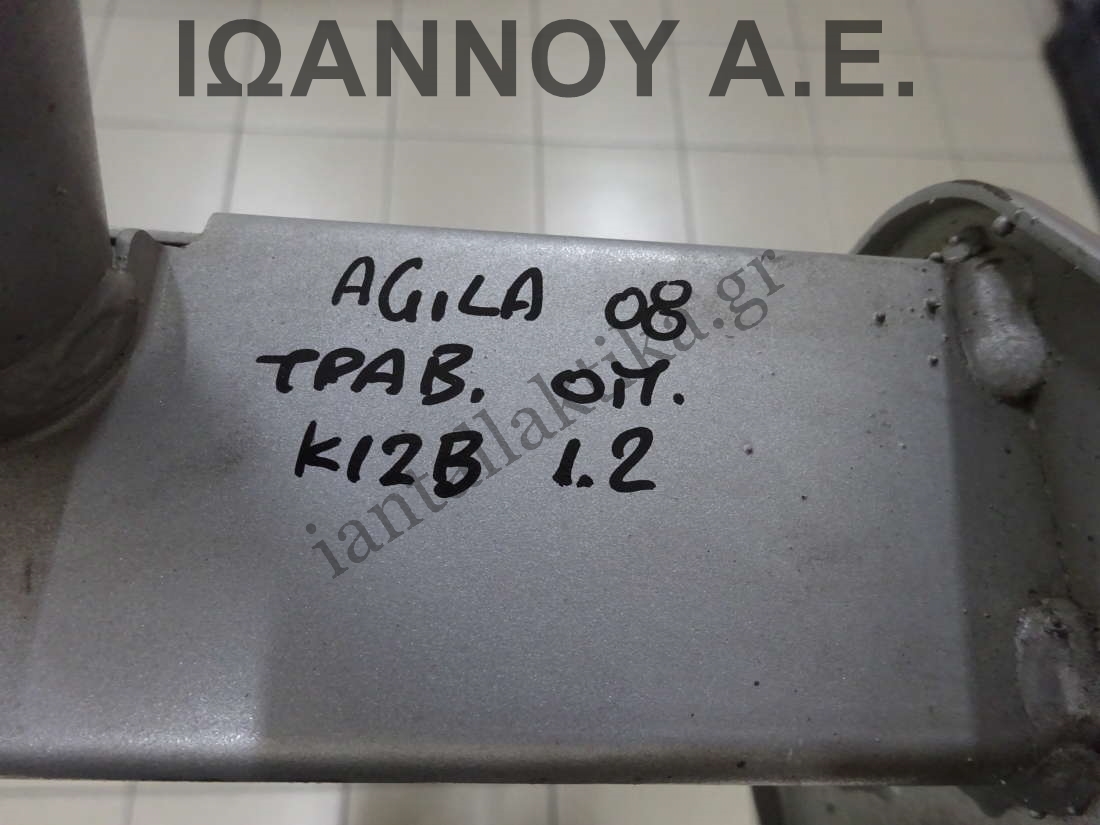 ΙΩΑΝΝΟΥ Α.Ε.
AGILA 08
ΤΡΑΒ. ΟΠ.
K12B 1.2
iantallaktika.gr